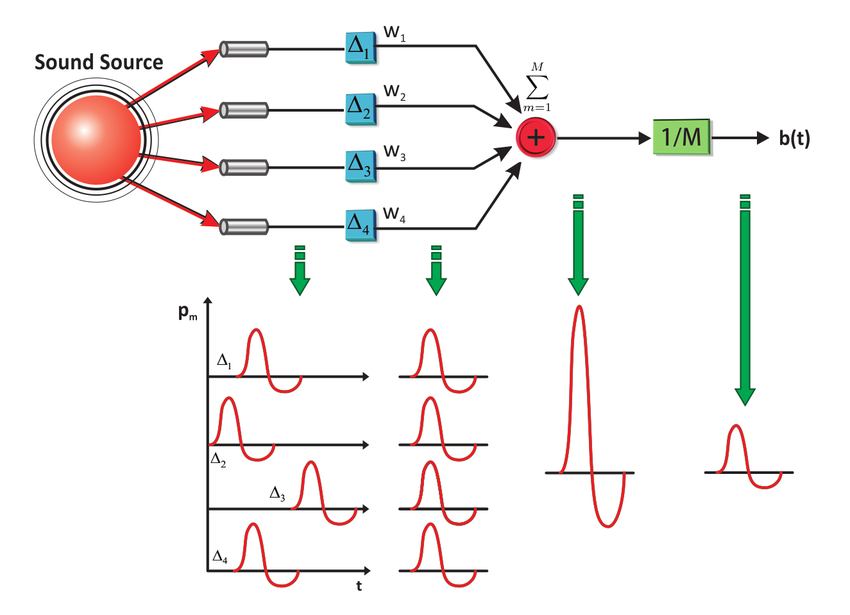 Sound Source
Δ₁
w₁
Δ₂
w₂
Δ₃
w₃
Δ₄
w₄
M
∑
m=1
+
1/M
b(t)
pₘ
Δ₁
Δ₂
Δ₃
Δ₄
t